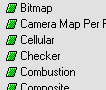 Bitmap
Camera Map Per P
Cellular
Checker
Combustion
Composite